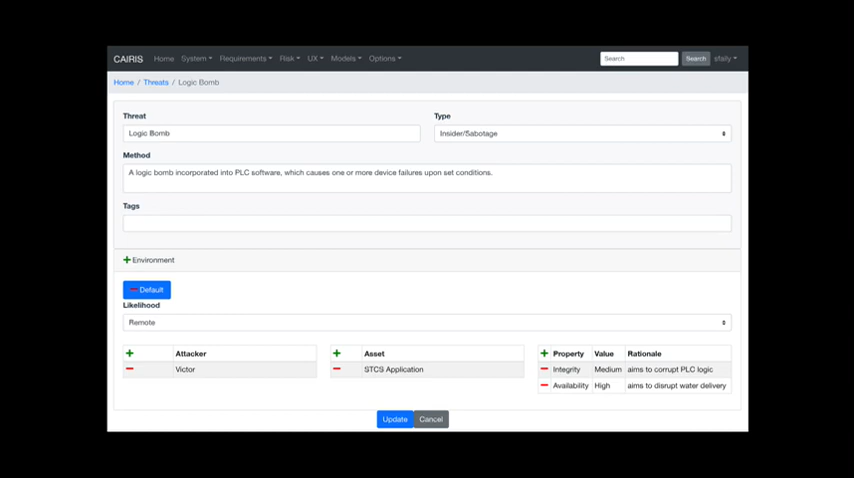 CAIRIS Home System Requirements Risk UX Models Options Search Search sfaily
Home / Threats / Logic Bomb
Threat Type
Logic Bomb Insider/Sabotage
Method
A logic bomb incorporated into PLC software, which causes one or more device failures upon set conditions.
Tags
Environment
Default
Likelihood
Remote
Attacker Asset Property Value Rationale
Victor STCS Application Integrity Medium aims to corrupt PLC logic
Availability High aims to disrupt water delivery
Update Cancel